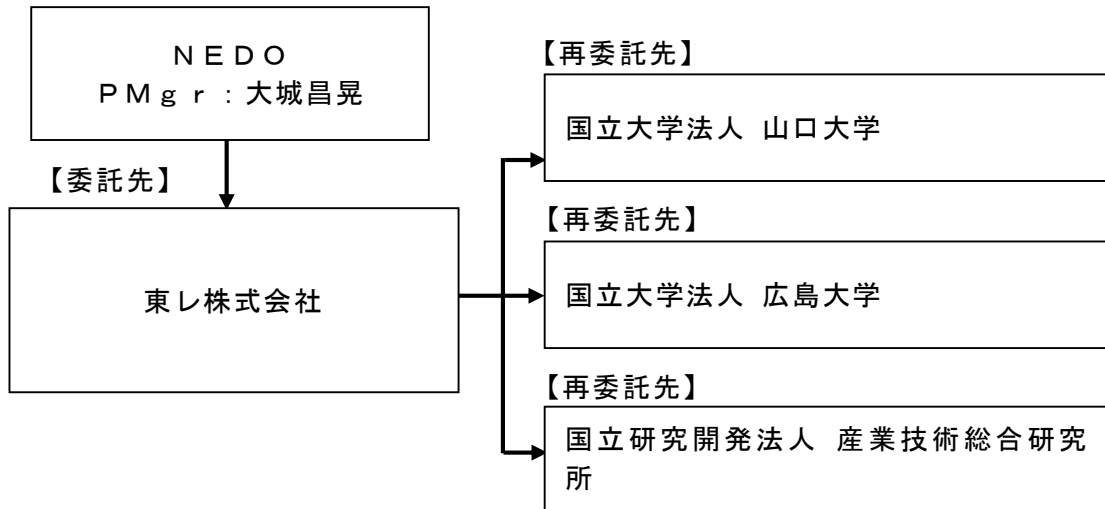 ＮＥＤＯ
ＰＭｇｒ：大城昌晃
【委託先】
東レ株式会社
【再委託先】
国立大学法人 山口大学
【再委託先】
国立大学法人 広島大学
【再委託先】
国立研究開発法人 産業技術総合研究
所